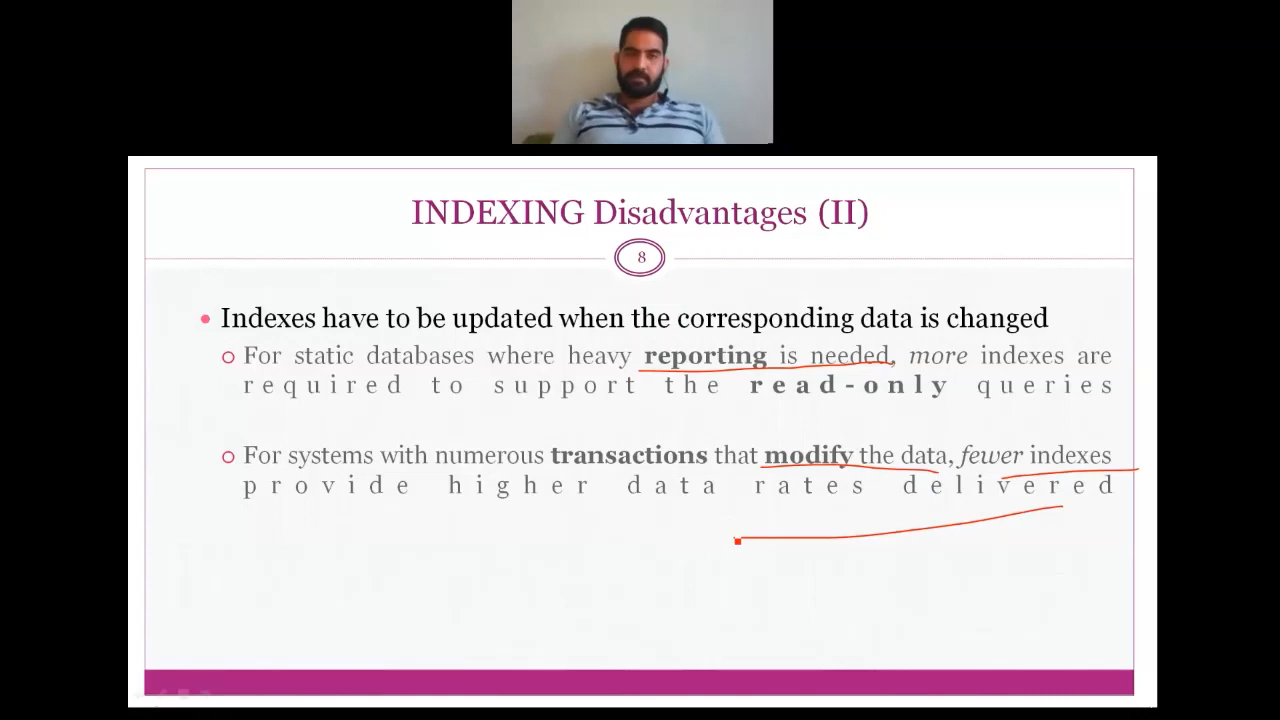 INDEXING Disadvantages (II)
8
Indexes have to be updated when the corresponding data is changed
For static databases where heavy reporting is needed, more indexes are
required to support the read-only queries
For systems with numerous transactions that modify the data, fewer indexes
provide higher data rates delivered